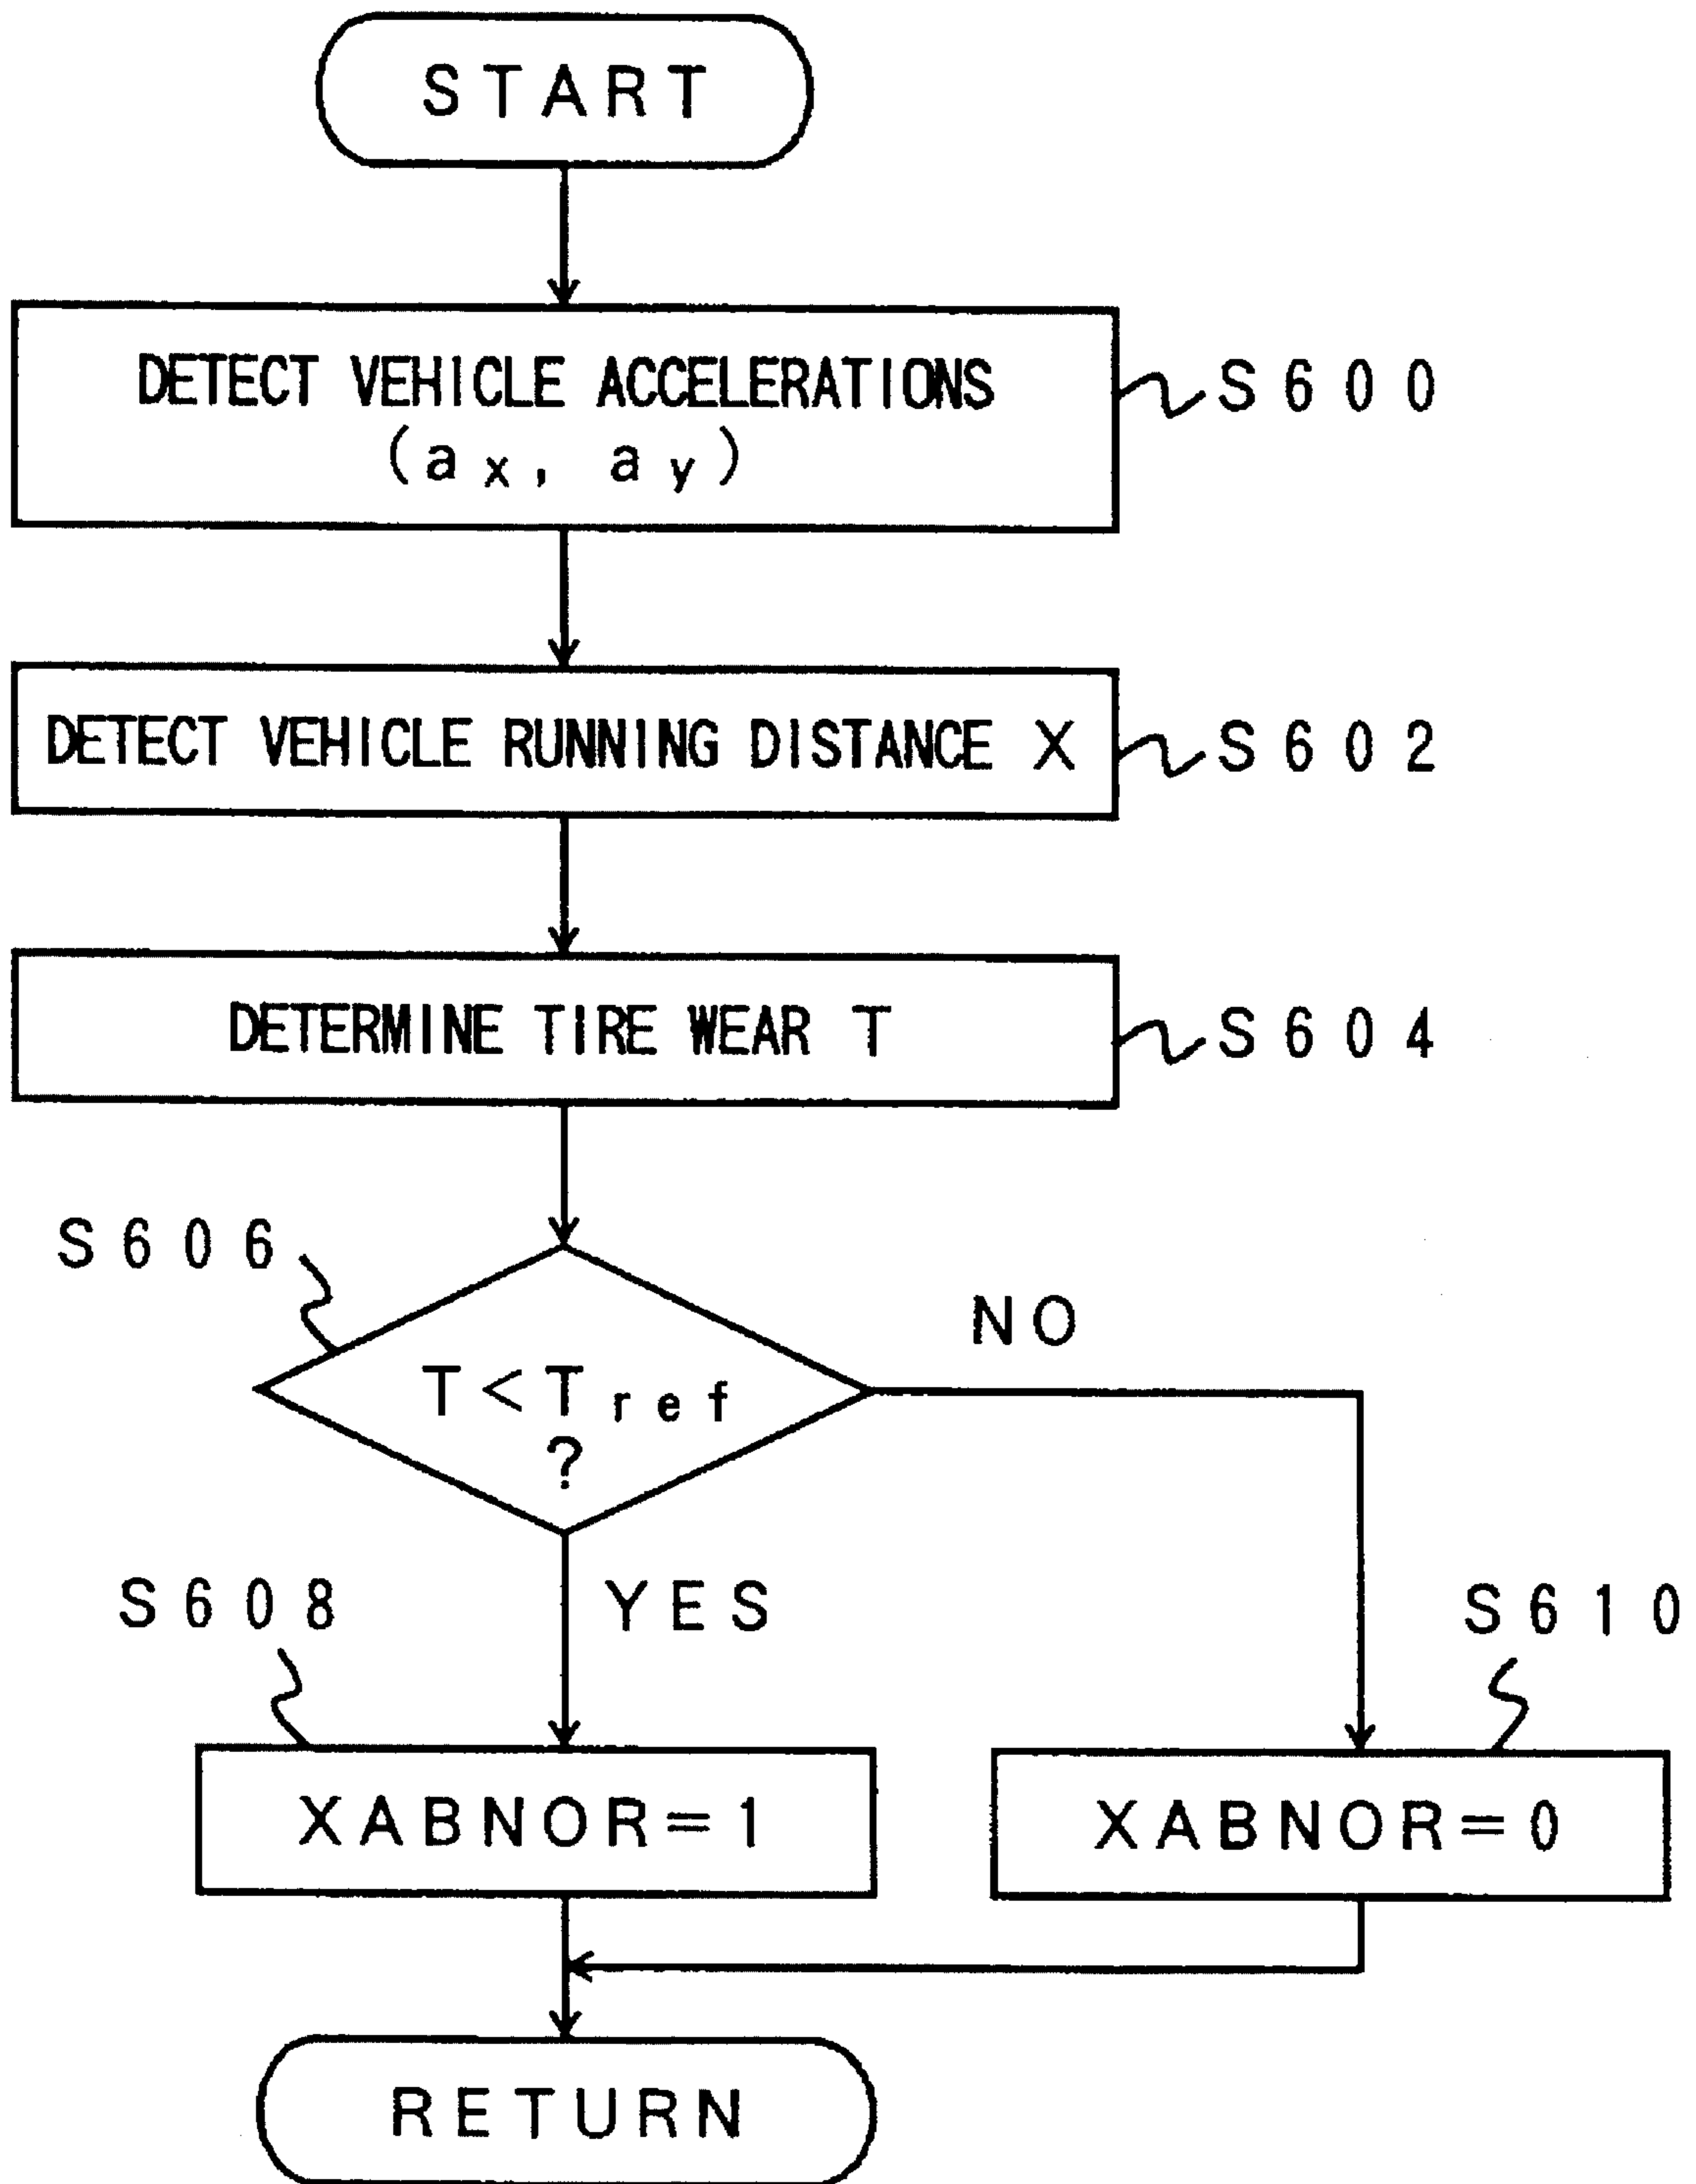 START
DETECT VEHICLE ACCELERATIONS
(ax, ay)
S600
DETECT VEHICLE RUNNING DISTANCE X
S602
DETERMINE TIRE WEAR T
S604
S606
T<Tref
?
NO
YES
S608
S610
XABNOR=1
XABNOR=0
RETURN